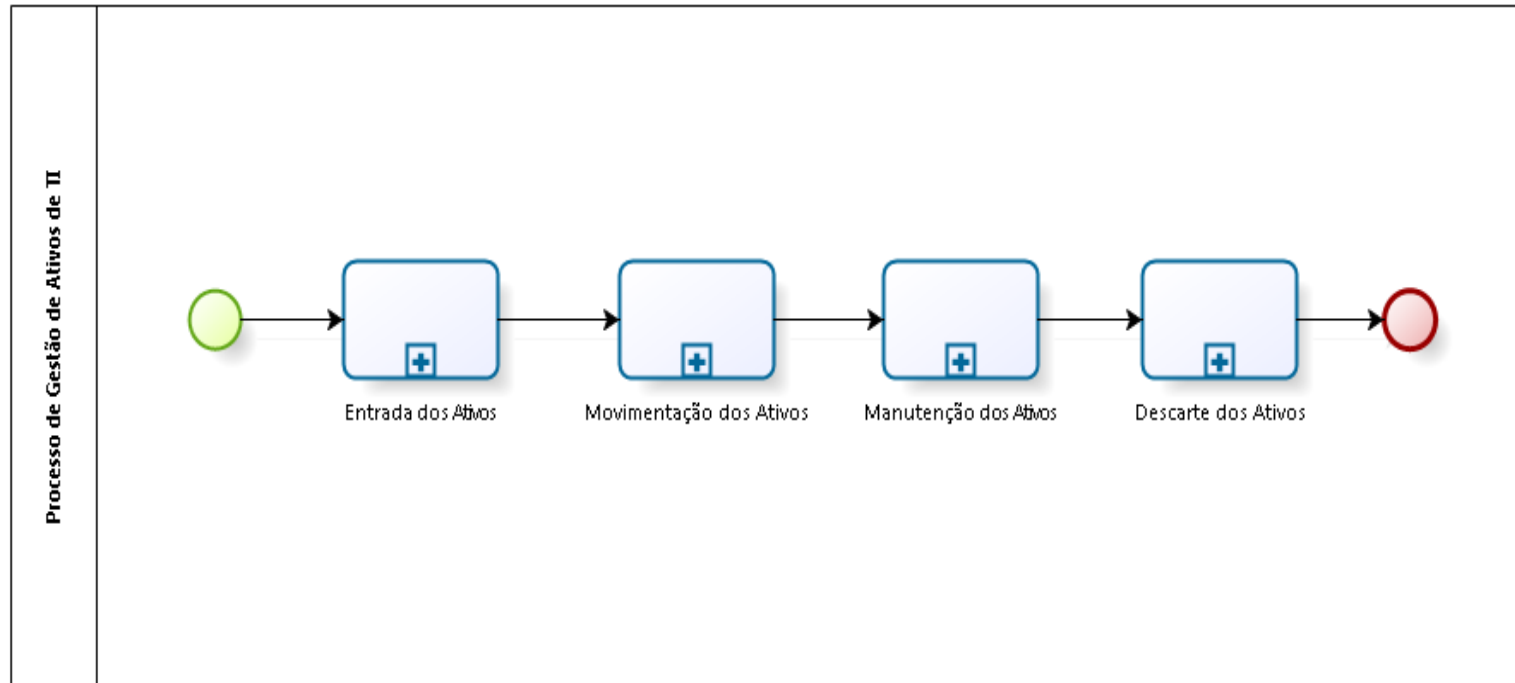 Processo de Gestão de Ativos de TI
Entrada dos Ativos
Movimentação dos Ativos
Manutenção dos Ativos
Descarte dos Ativos